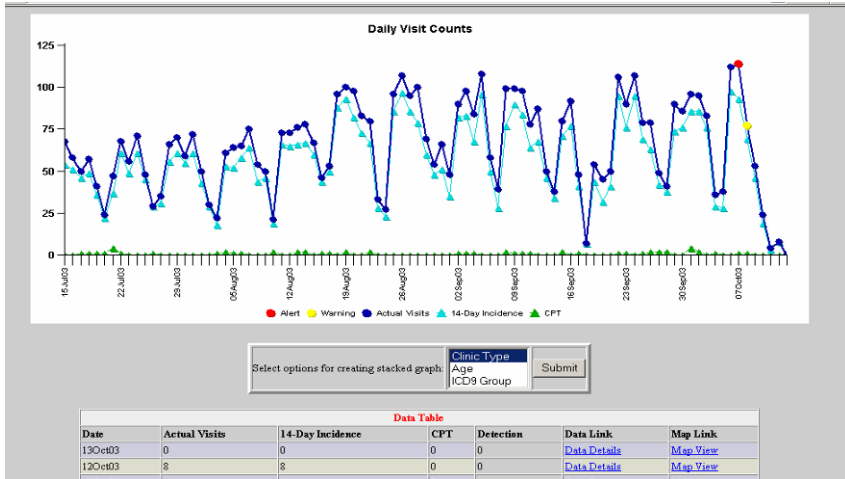 Daily Visit Counts
125
100
75
50
25
0
15Jul03 22Jul03 29Jul03 05Aug03 12Aug03 19Aug03 26Aug03 02Sep03 09Sep03 16Sep03 23Sep03 30Sep03 07Oct03
Alert Warning Actual Visits 14-Day Incidence CPT
Select options for creating stacked graph: Clinic Type Submit
Age
ICD9 Group
Data Table
Date Actual Visits 14-Day Incidence CPT Detection Data Link Map Link
13Oct03 0 0 0 0 Data Details Map View
12Oct03 8 8 0 0 Data Details Map View